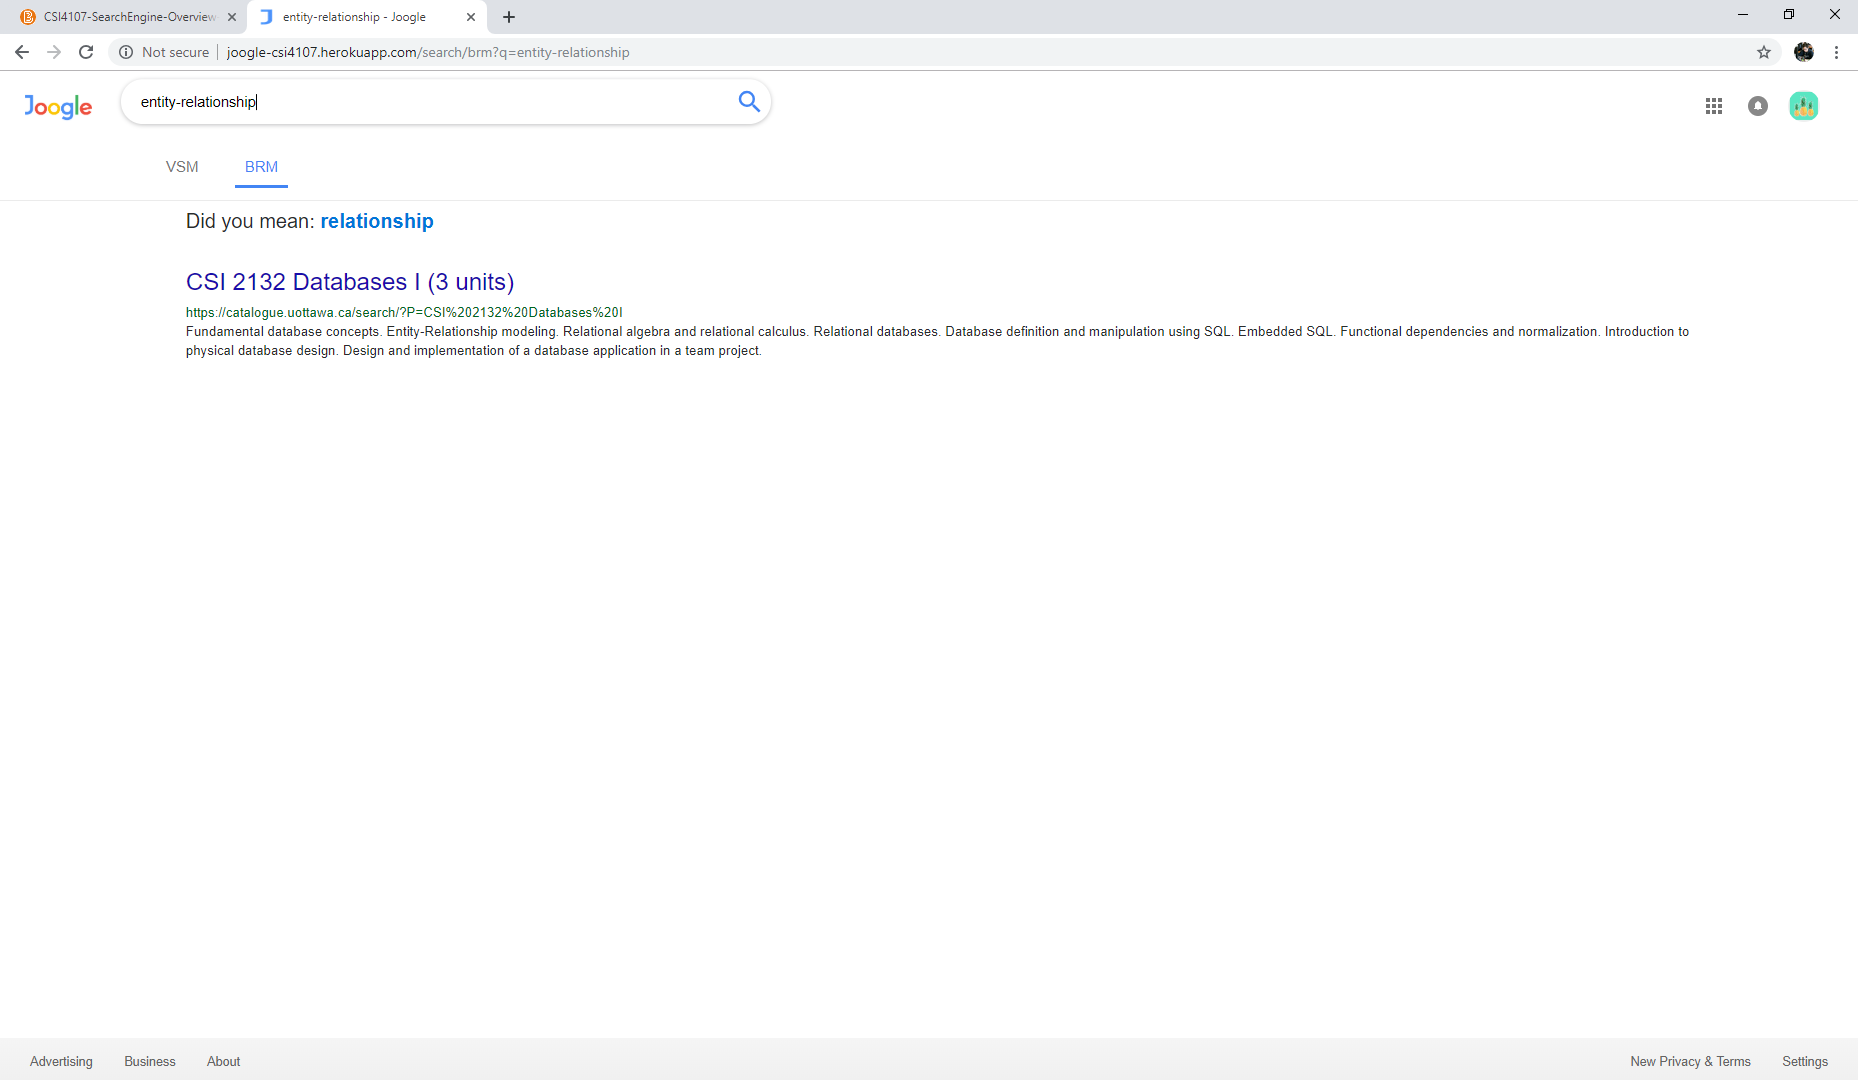 CSI4107-SearchEngine-Overview
entity-relationship - Joogle
Not secure
joogle-csi4107.herokuapp.com/search/brm?q=entity-relationship
Joogle
entity-relationship
VSM
BRM
Did you mean: relationship
CSI 2132 Databases I (3 units)
https://catalogue.uottawa.ca/search/?P=CSI%202132%20Databases%20I
Fundamental database concepts. Entity-Relationship modeling. Relational algebra and relational calculus. Relational databases. Database definition and manipulation using SQL. Embedded SQL. Functional dependencies and normalization. Introduction to
physical database design. Design and implementation of a database application in a team project.
Advertising
Business
About
New Privacy & Terms
Settings